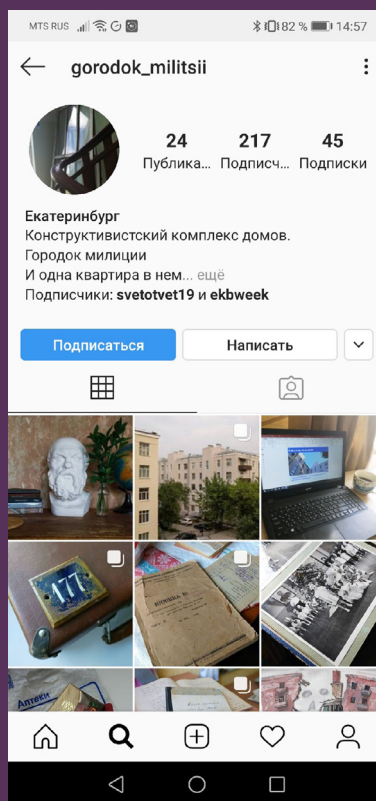 MTS RUS 82 % 14:57
gorodok_militsii
24 217 45
Публика... Подписч... Подписки
Екатеринбург
Конструктивистский комплекс домов.
Городок милиции
И одна квартира в нем... ещё
Подписчики: svetotvet19 и ekbweek
Подписаться Написать
177
Аптеки